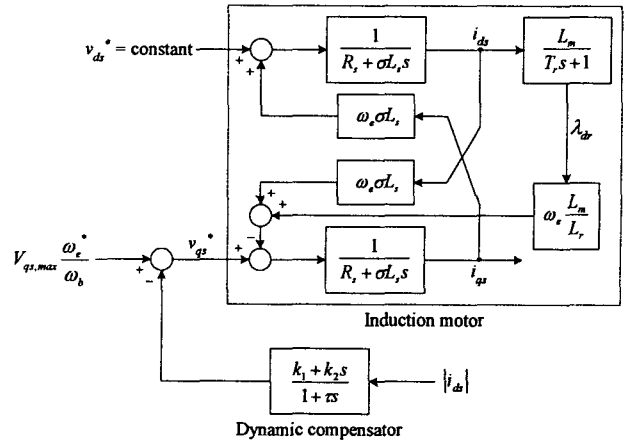 v_ds* = constant
+
+
1
R_s + σL_s s
i_ds
L_m
T_r s + 1
ω_e σL_s
λ_dr
ω_e σL_s
+
+
−
ω_e L_m
L_r
V_qs,max ω_e*
ω_b
+
−
v_qs*
+
1
R_s + σL_s s
i_qs
Induction motor
k_1 + k_2 s
1 + τs
|i_ds|
Dynamic compensator